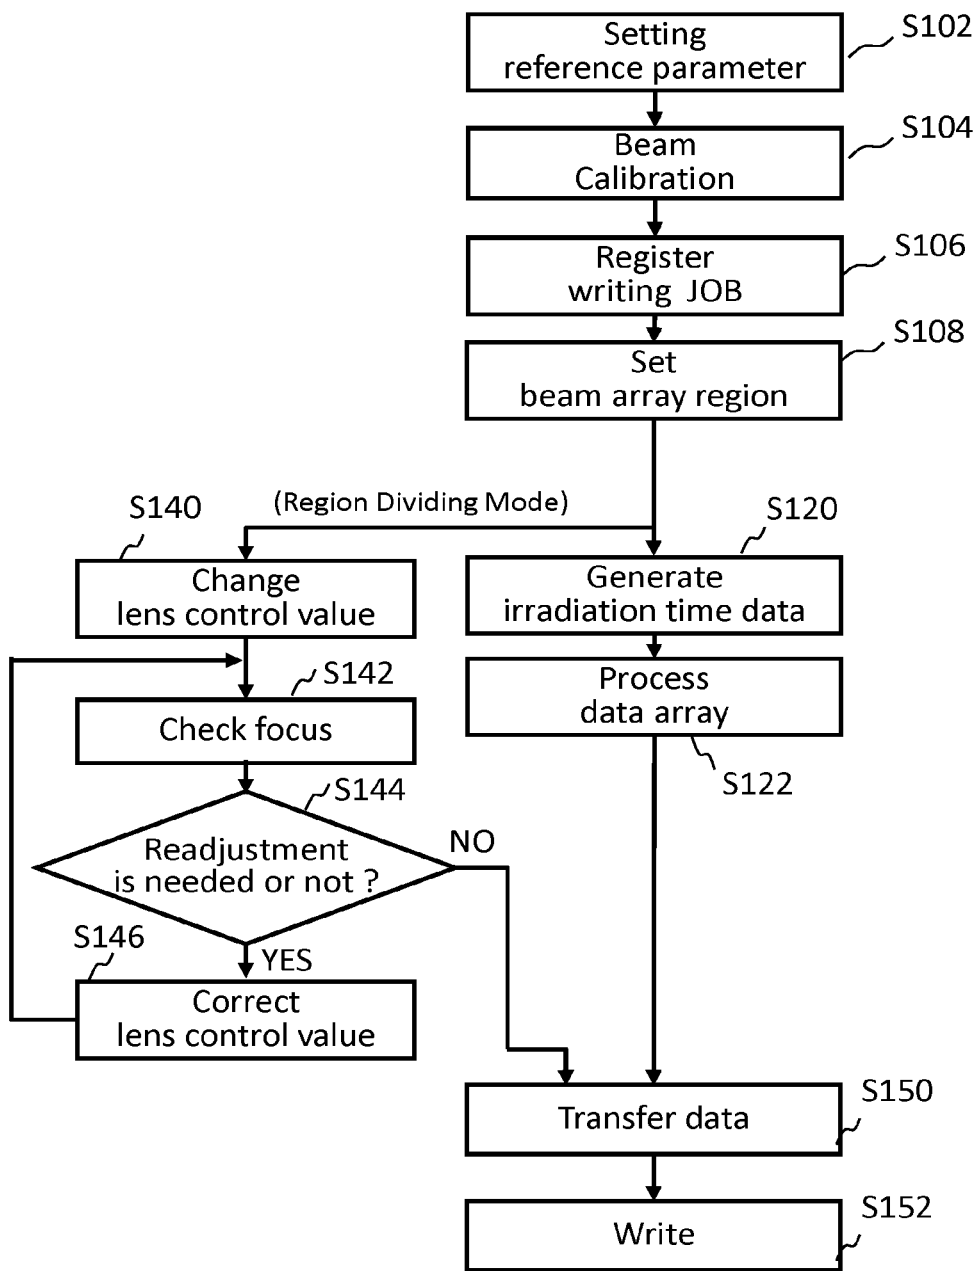 Setting
reference parameter
S102
Beam
Calibration
S104
Register
writing JOB
S106
Set
beam array region
S108
(Region Dividing Mode)
S140
Change
lens control value
S120
Generate
irradiation time data
S142
Check focus
Process
data array
S122
S144
Readjustment
is needed or not ?
NO
YES
S146
Correct
lens control value
Transfer data
S150
Write
S152